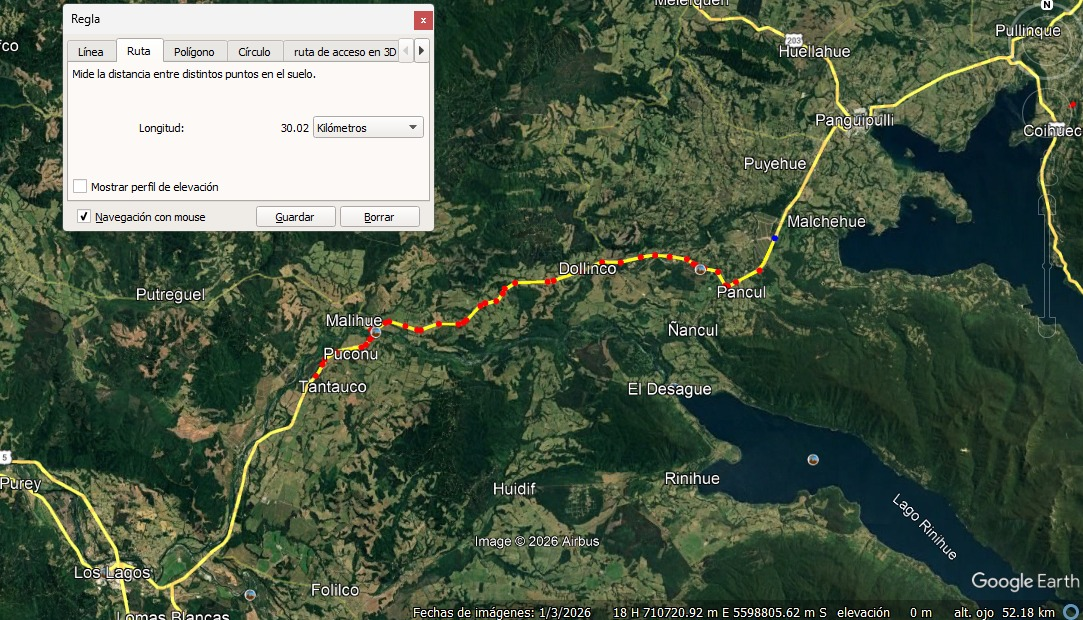 Regla
x
Línea Ruta Polígono Círculo ruta de acceso en 3D
Mide la distancia entre distintos puntos en el suelo.
Longitud: 30.02 Kilómetros
Mostrar perfil de elevación
Navegación con mouse Guardar Borrar
N
Pullinque
203
Huellahue
Panguipulli
Coihuec
Puyehue
Malchehue
Dollinco
Pancul
Putreguel
Malihue
Ñancul
Puconu
Tantauco
El Desague
5
Purey
Huidif
Rinihue
Lago Rinihue
Image © 2026 Airbus
Los Lagos
Folilco
Lomas Blancas
Google Earth
Fechas de imágenes: 1/3/2026 18 H 710720.92 m E 5598805.62 m S elevación 0 m alt. ojo 52.18 km